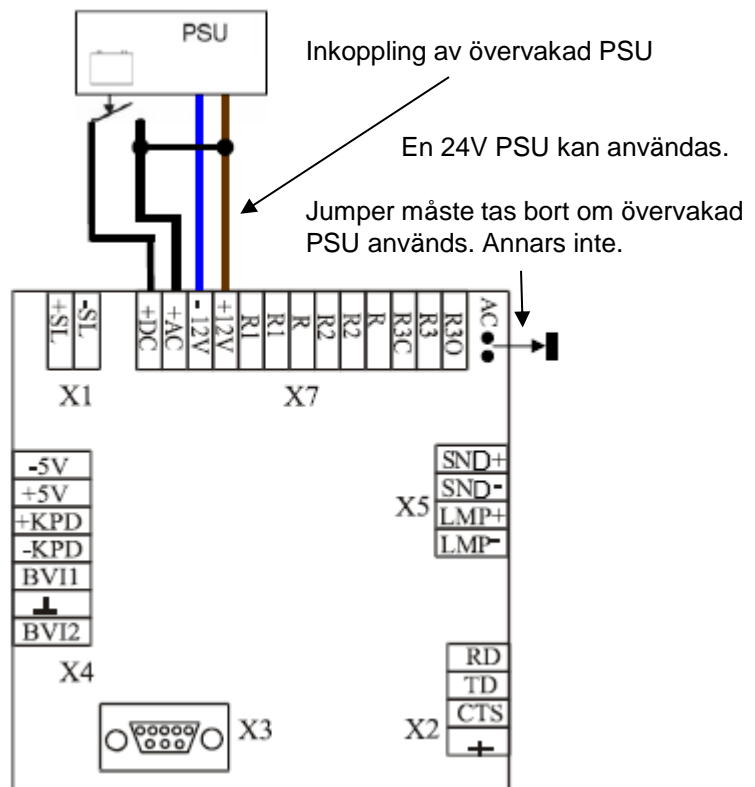 PSU
Inkoppling av övervakad PSU
En 24V PSU kan användas.
Jumper måste tas bort om övervakad
PSU används. Annars inte.
+SL
-SL
+DC
+AC
-12V
+12V
R1
R1
R
R2
R2
R
R3C
R3
R3O
AC
X1
X7
-5V
+5V
+KPD
-KPD
BVI1
BVI2
X4
SND+
SND-
LMP+
LMP-
X5
X3
RD
TD
CTS
X2